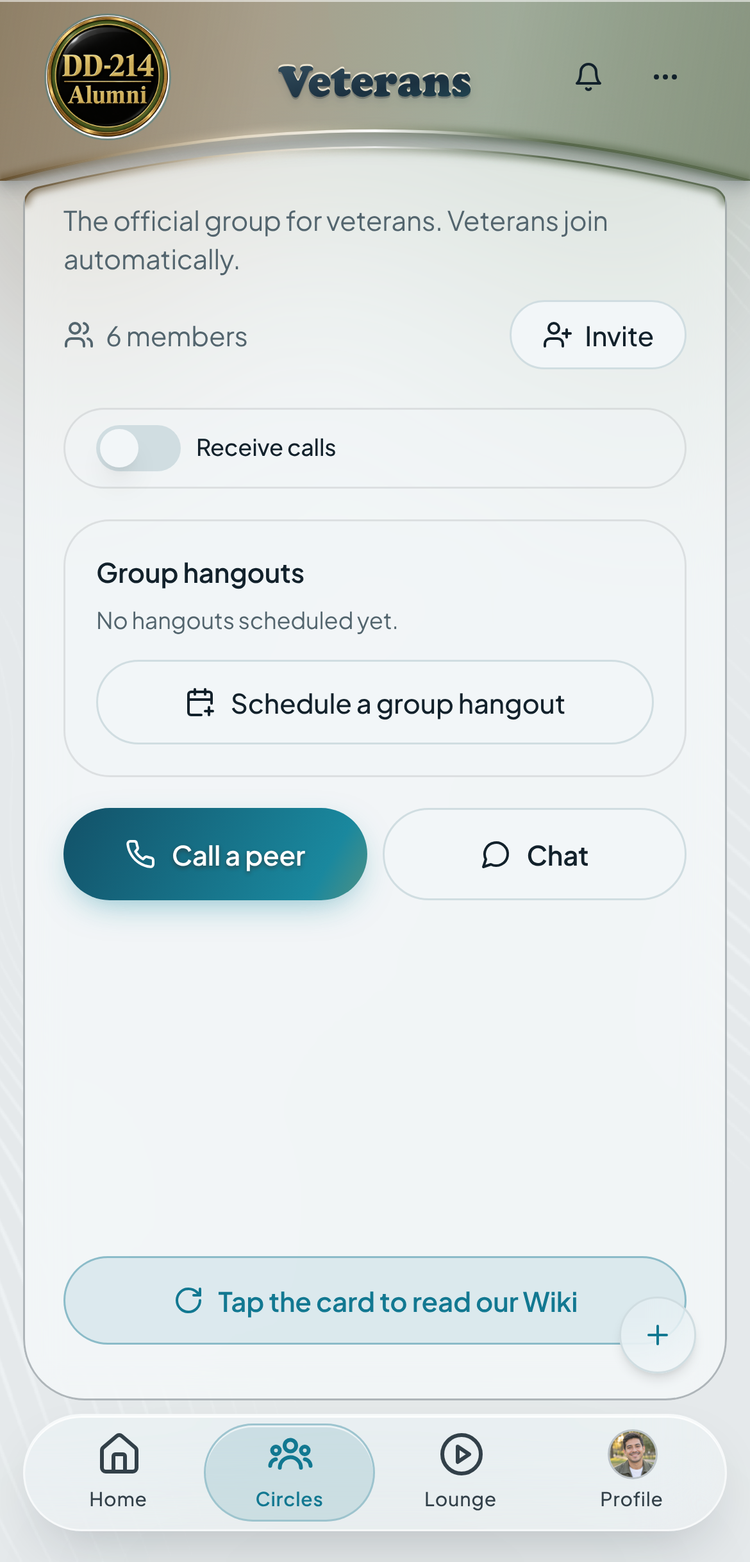 DD-214
Alumni
Veterans
The official group for veterans. Veterans join
automatically.
6 members
Invite
Receive calls
Group hangouts
No hangouts scheduled yet.
Schedule a group hangout
Call a peer
Chat
Tap the card to read our Wiki
Home
Circles
Lounge
Profile